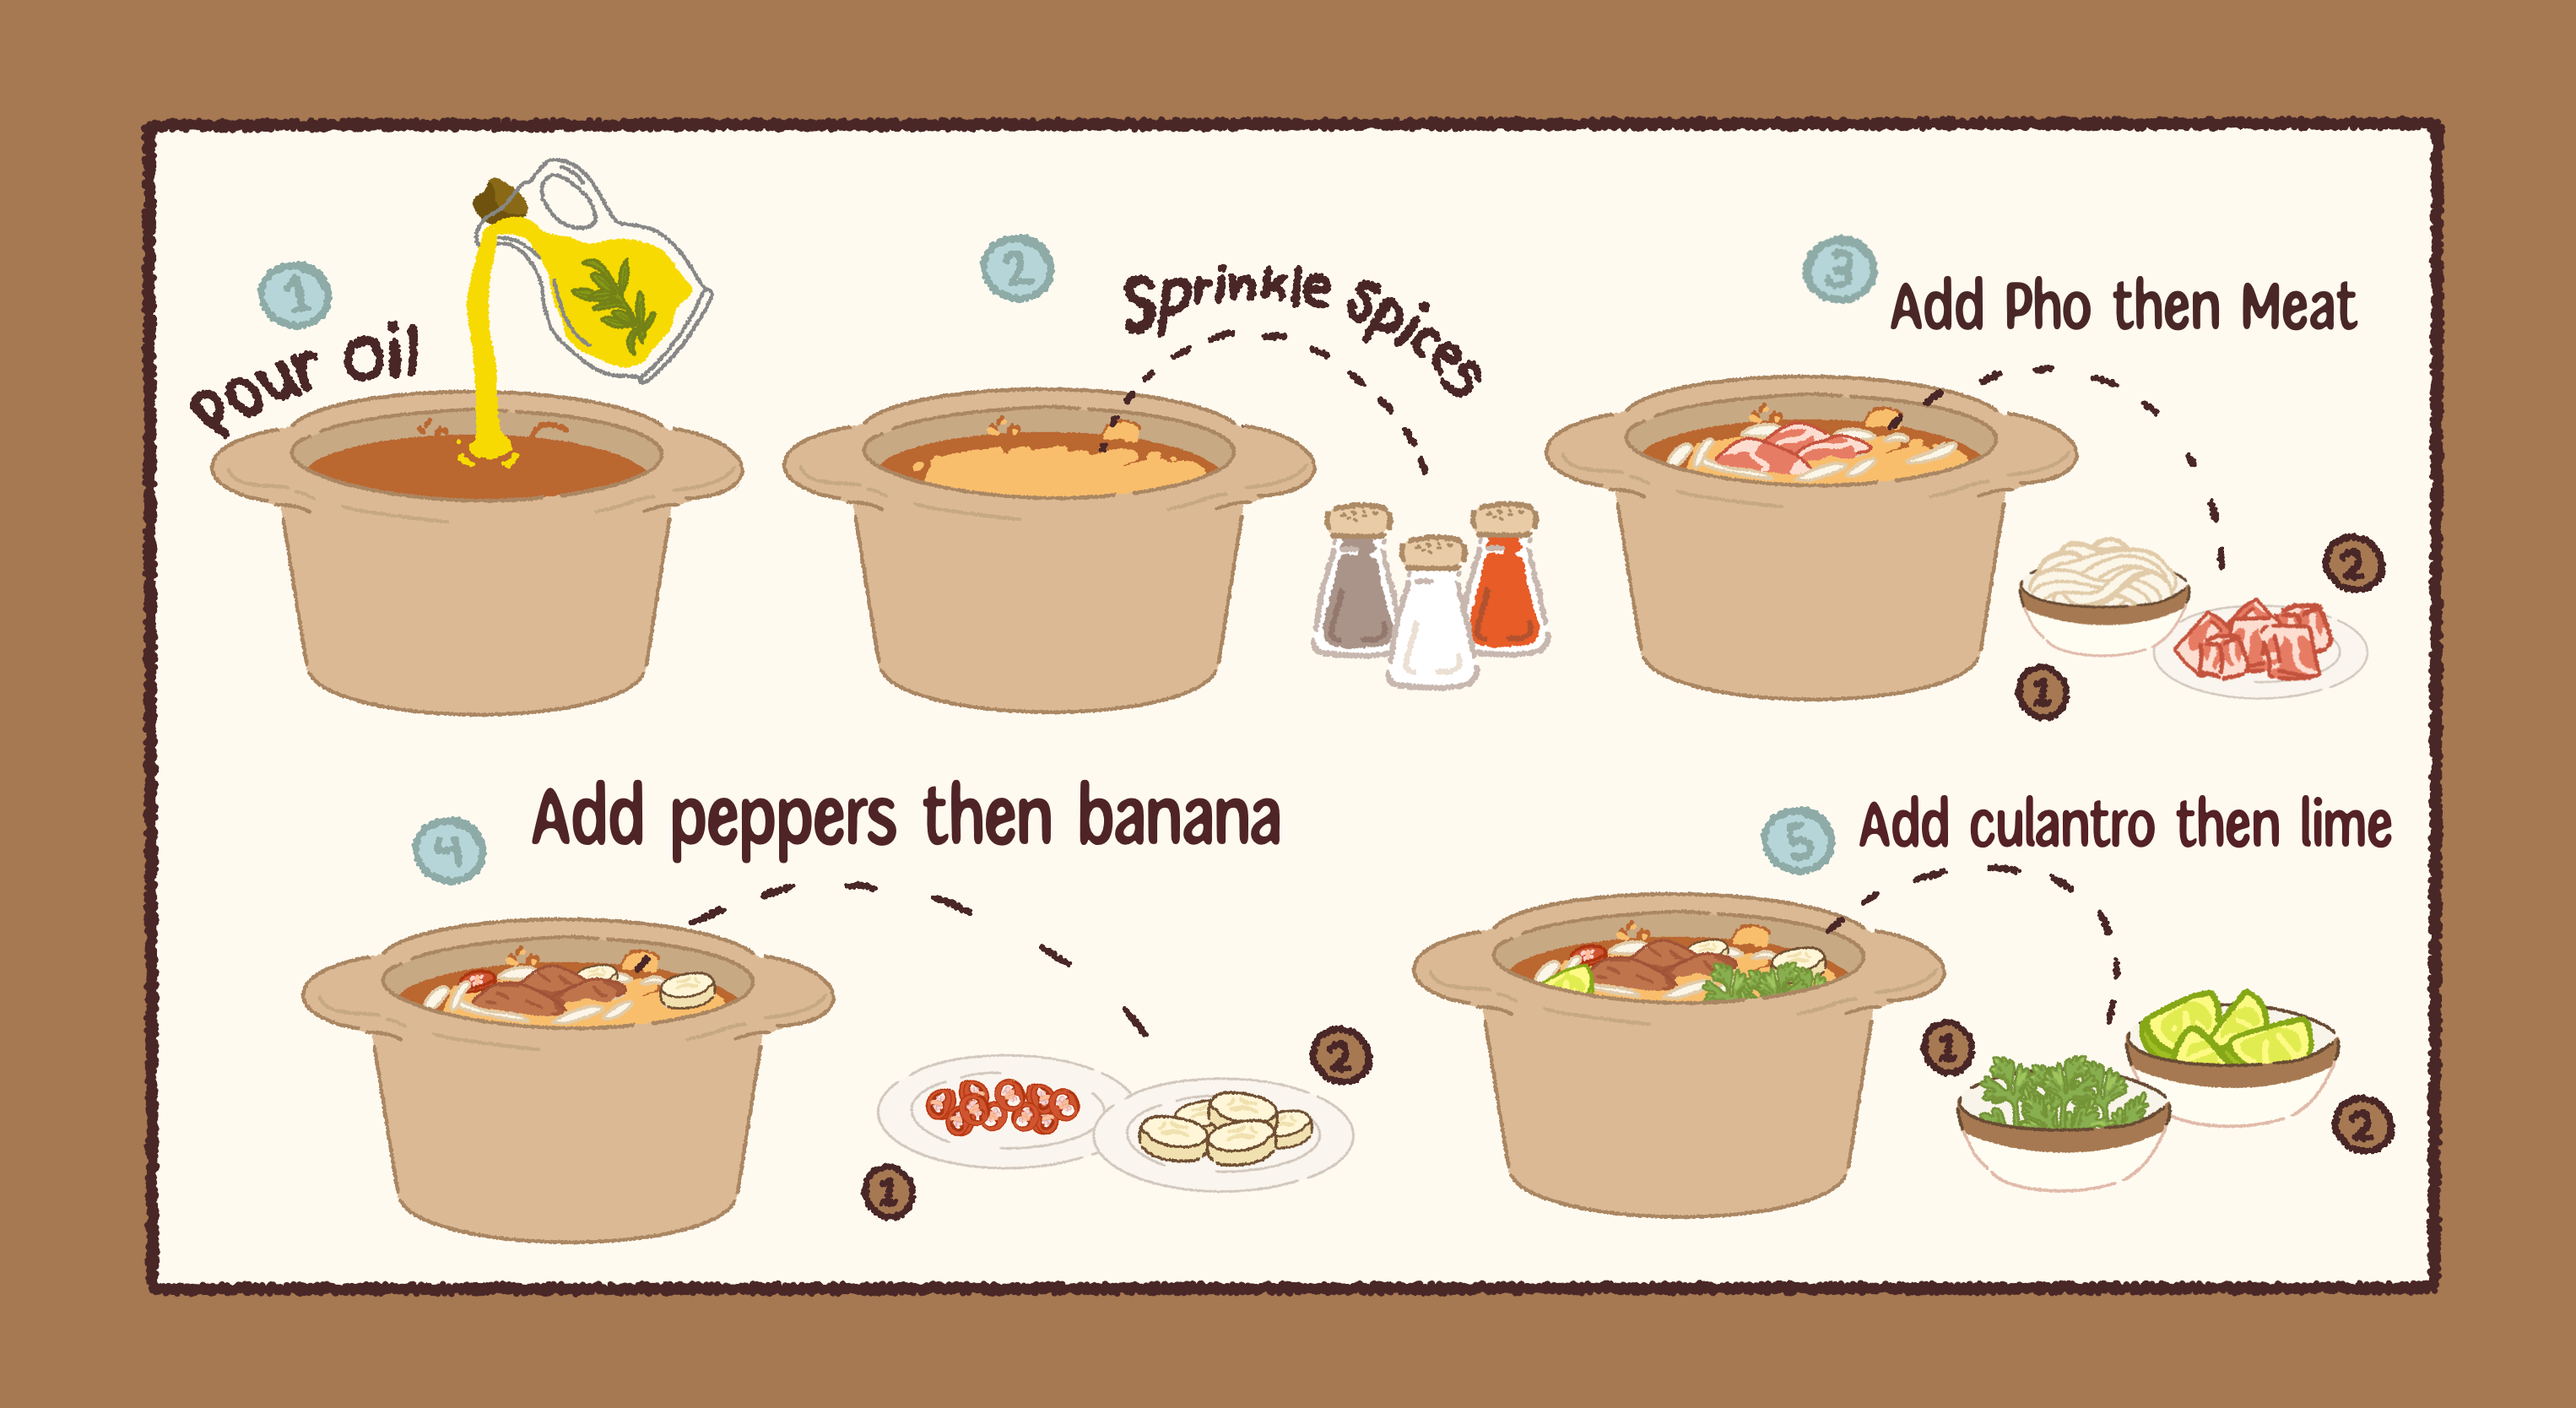 1
Pour Oil
2
Sprinkle Spices
3
Add Pho then Meat
1
2
4
Add peppers then banana
1
2
5
Add culantro then lime
1
2